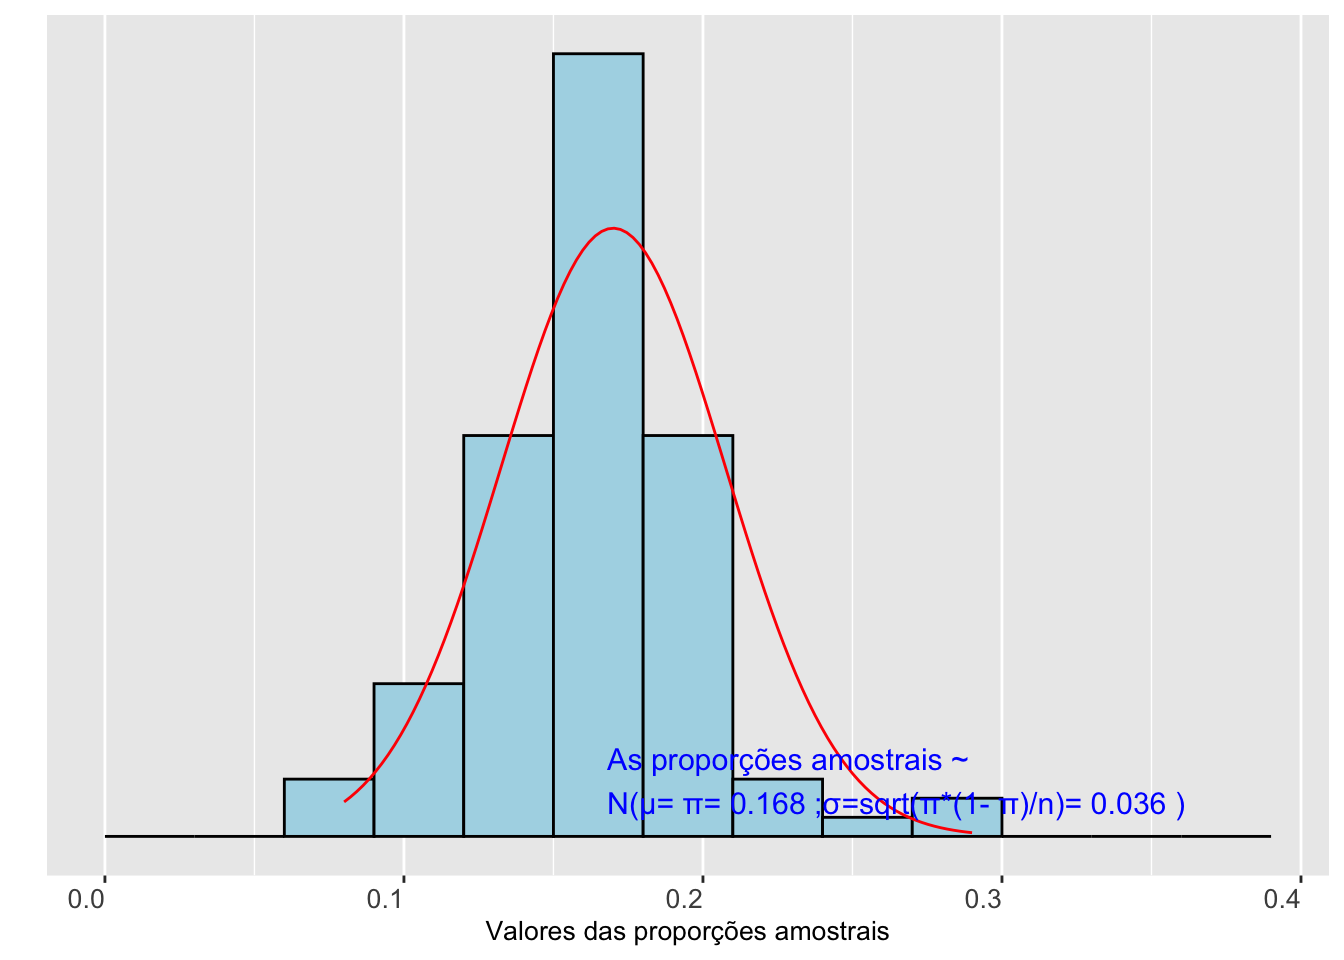 As proporções amostrais ~
N(μ= π= 0.168 ;σ=sqrt(π*(1- π)/n)= 0.036 )
0.0 0.1 0.2 0.3 0.4
Valores das proporções amostrais